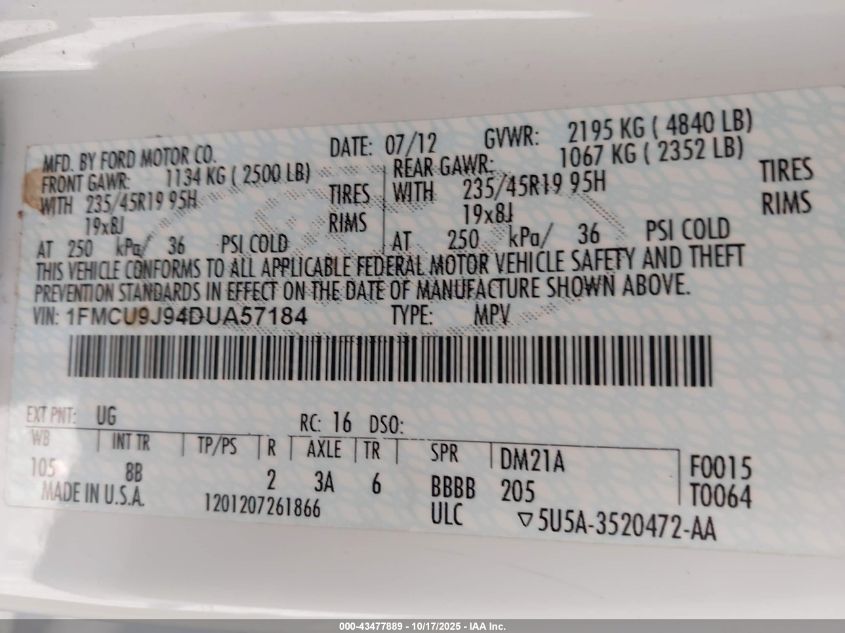 MFD. BY FORD MOTOR CO. DATE: 07/12 GVWR: 2195 KG ( 4840 LB)
FRONT GAWR: 1134 KG ( 2500 LB) REAR GAWR: 1067 KG ( 2352 LB)
WITH 235/45R19 95H TIRES WITH 235/45R19 95H TIRES
19x8J RIMS 19x8J RIMS
AT 250 kPa/ 36 PSI COLD AT 250 kPa/ 36 PSI COLD
THIS VEHICLE CONFORMS TO ALL APPLICABLE FEDERAL MOTOR VEHICLE SAFETY AND THEFT
PREVENTION STANDARDS IN EFFECT ON THE DATE OF MANUFACTURE SHOWN ABOVE.
VIN: 1FMCU9J94DUA57184 TYPE: MPV
EXT PNT: UG RC: 16 DSO:
WB INT TR TP/PS R AXLE TR SPR DM21A F0015
105 8B 2 3A 6 BBBB 205 T0064
MADE IN U.S.A. 1201207261866 ULC ▽5U5A-3520472-AA
000-43477889 - 10/17/2025 - IAA Inc.